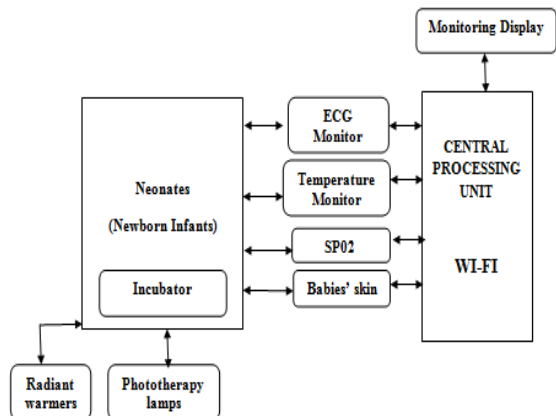 Monitoring Display
ECG
Monitor
CENTRAL
PROCESSING
UNIT
Neonates
(Newborn Infants)
Temperature
Monitor
SP02
WI-FI
Incubator
Babies' skin
Radiant
warmers
Phototherapy
lamps